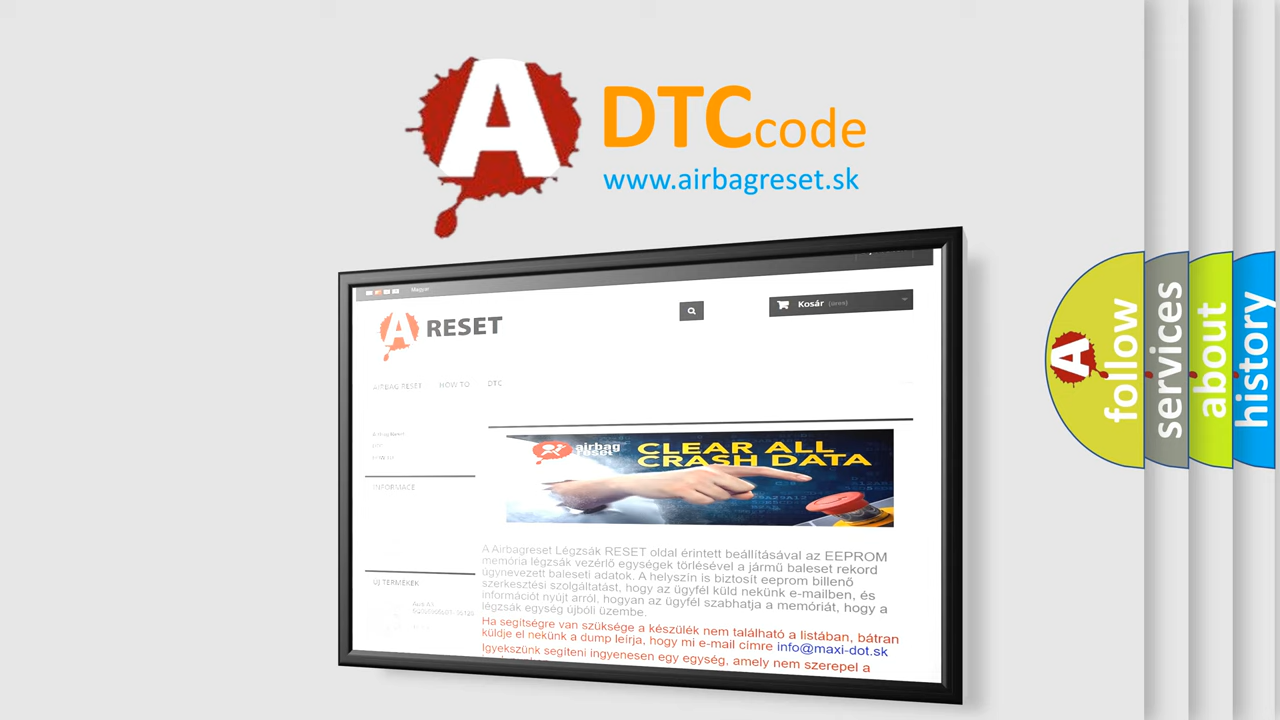 A
DTCcode
www.airbagreset.sk
Magyar
A RESET
Kosár (üres)
AIRBAG RESET HOW TO DTC
INFORMACE
ÚJ TERMÉKEK
airbag
reset
CLEAR ALL
CRASH DATA
A Airbagreset Légzsák RESET oldal érintett beállításával az EEPROM
memória légzsák vezérlő egységek törlésével a jármű baleset rekord
úgynevezett baleseti adatok. A helyszín is biztosít eeprom billenő
szerkesztési szolgáltatást, hogy az ügyfél küld nekünk e-mailben, és
információt nyújt arról, hogyan az ügyfél szabhatja a memóriát, hogy a
légzsák egység újbóli üzembe.
Ha segítségre van szüksége a készülék nem található a listában, bátran
küldje el nekünk a dump leírja, hogy mi e-mail címre info@maxi-dot.sk
Igyekszünk segíteni ingyenesen egy egység, amely nem szerepel a
A
follow
services
about
history